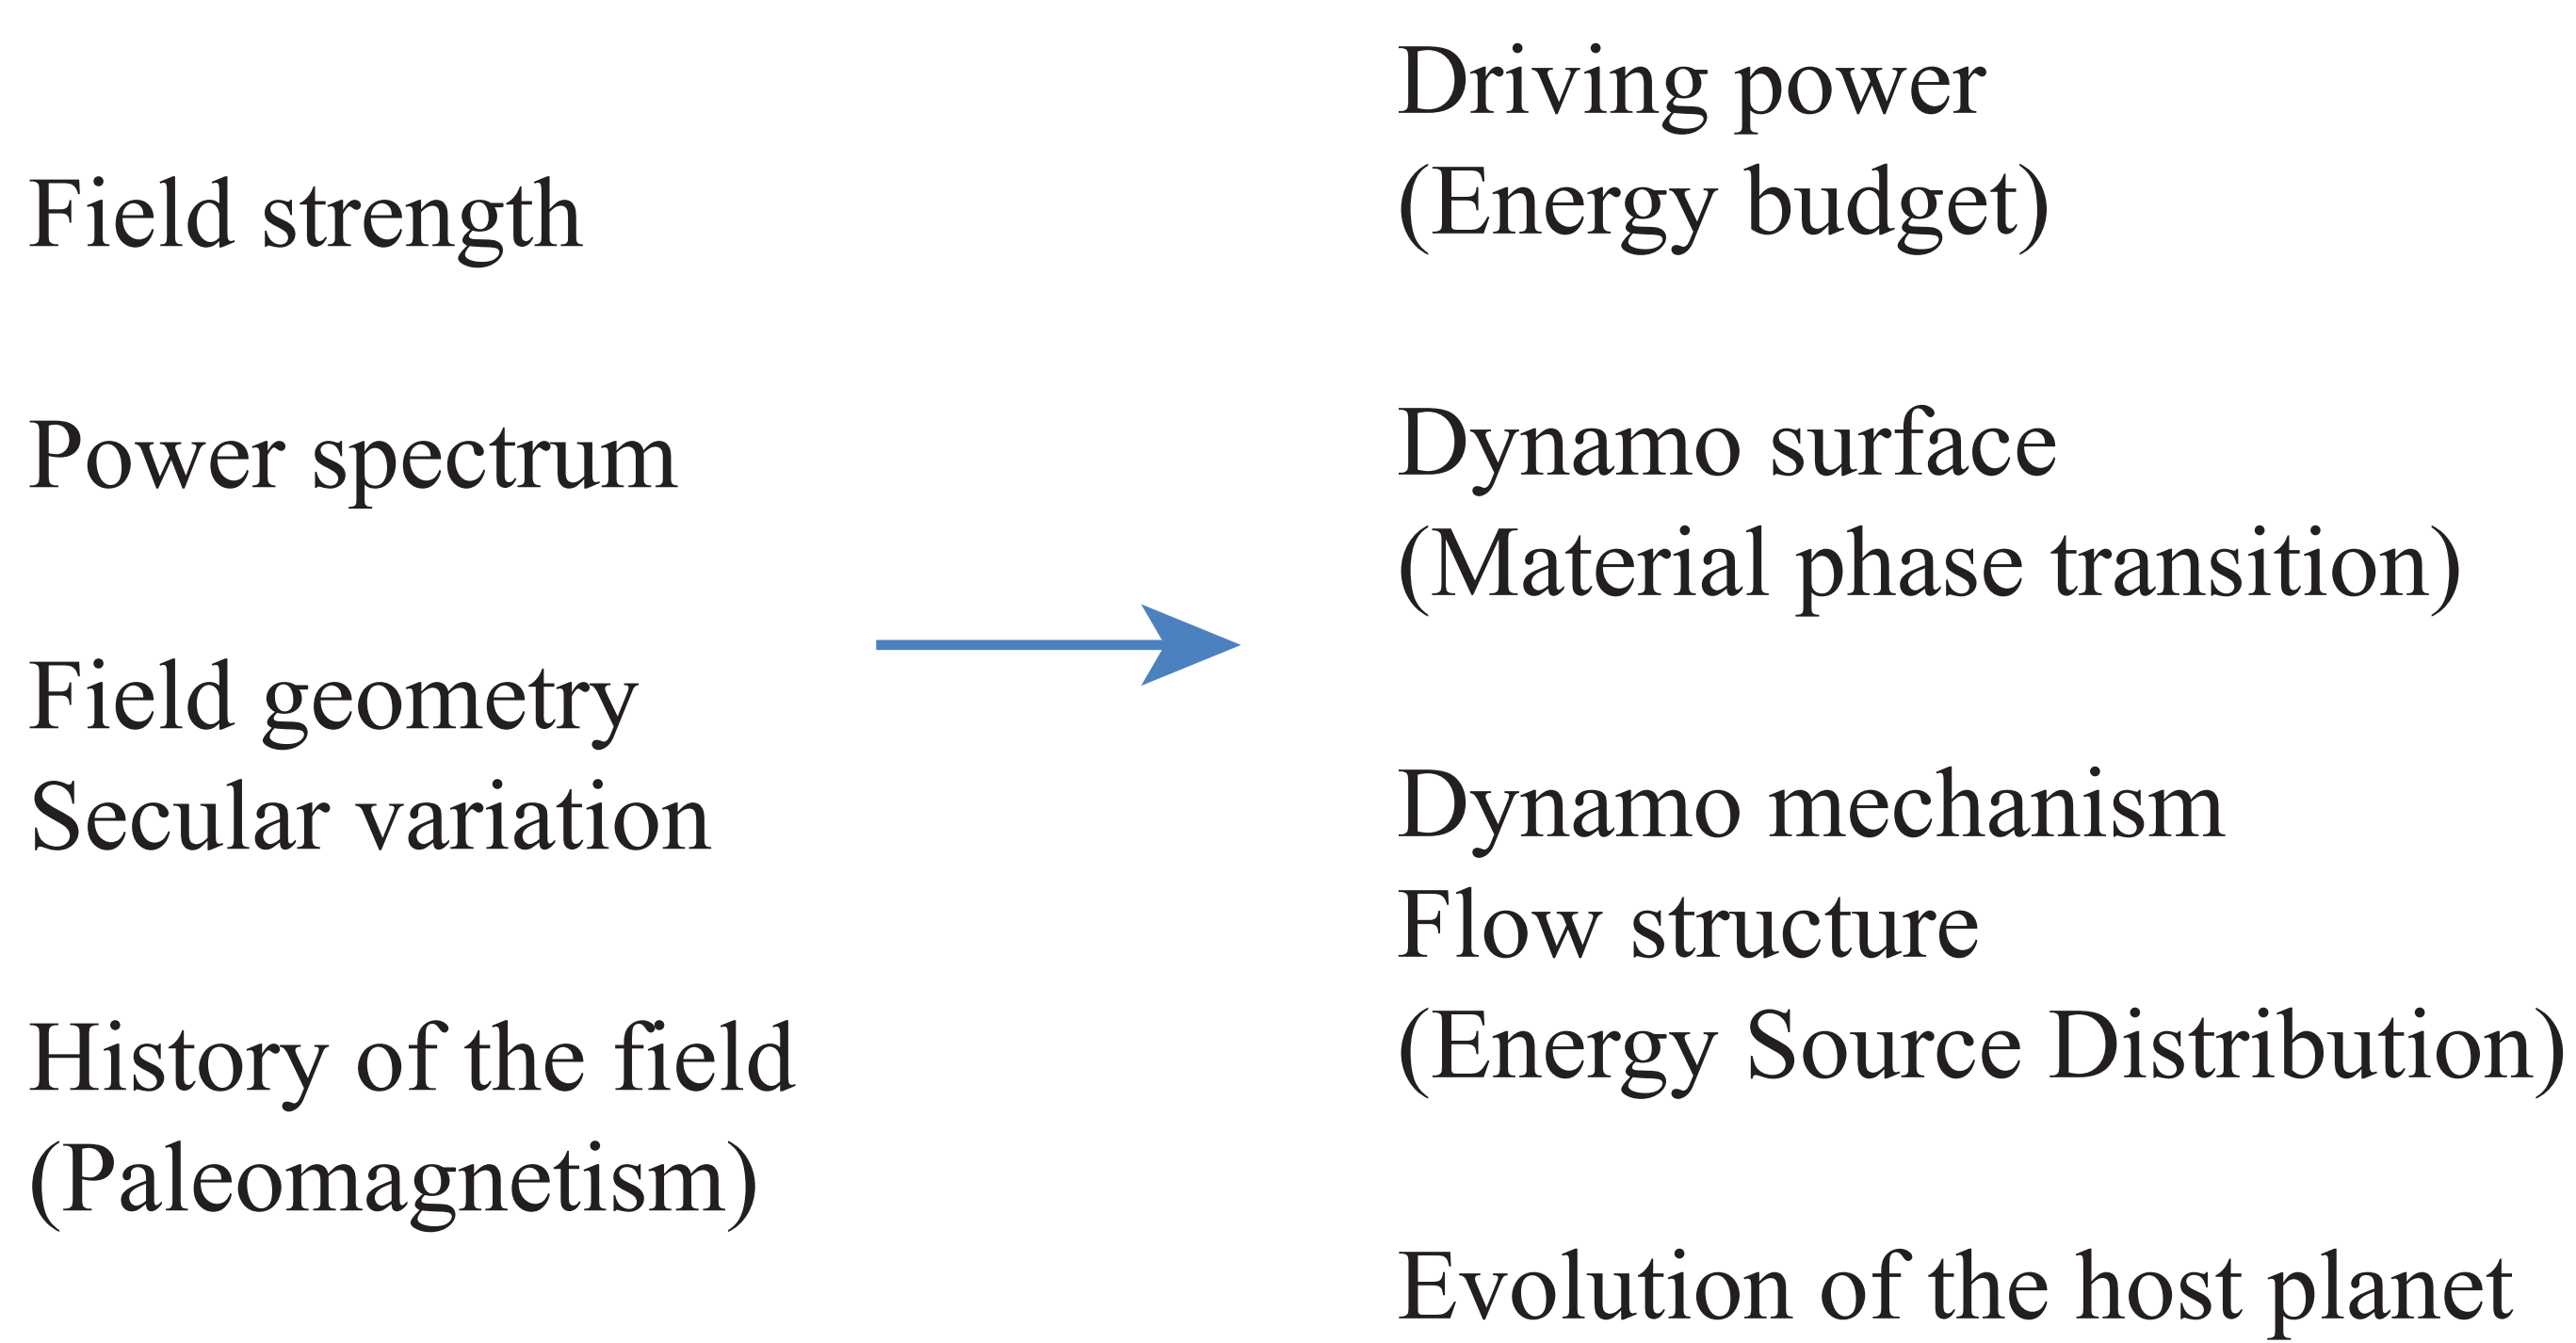 Field strength
Power spectrum
Field geometry
Secular variation
History of the field
(Paleomagnetism)
Driving power
(Energy budget)
Dynamo surface
(Material phase transition)
Dynamo mechanism
Flow structure
(Energy Source Distribution)
Evolution of the host planet